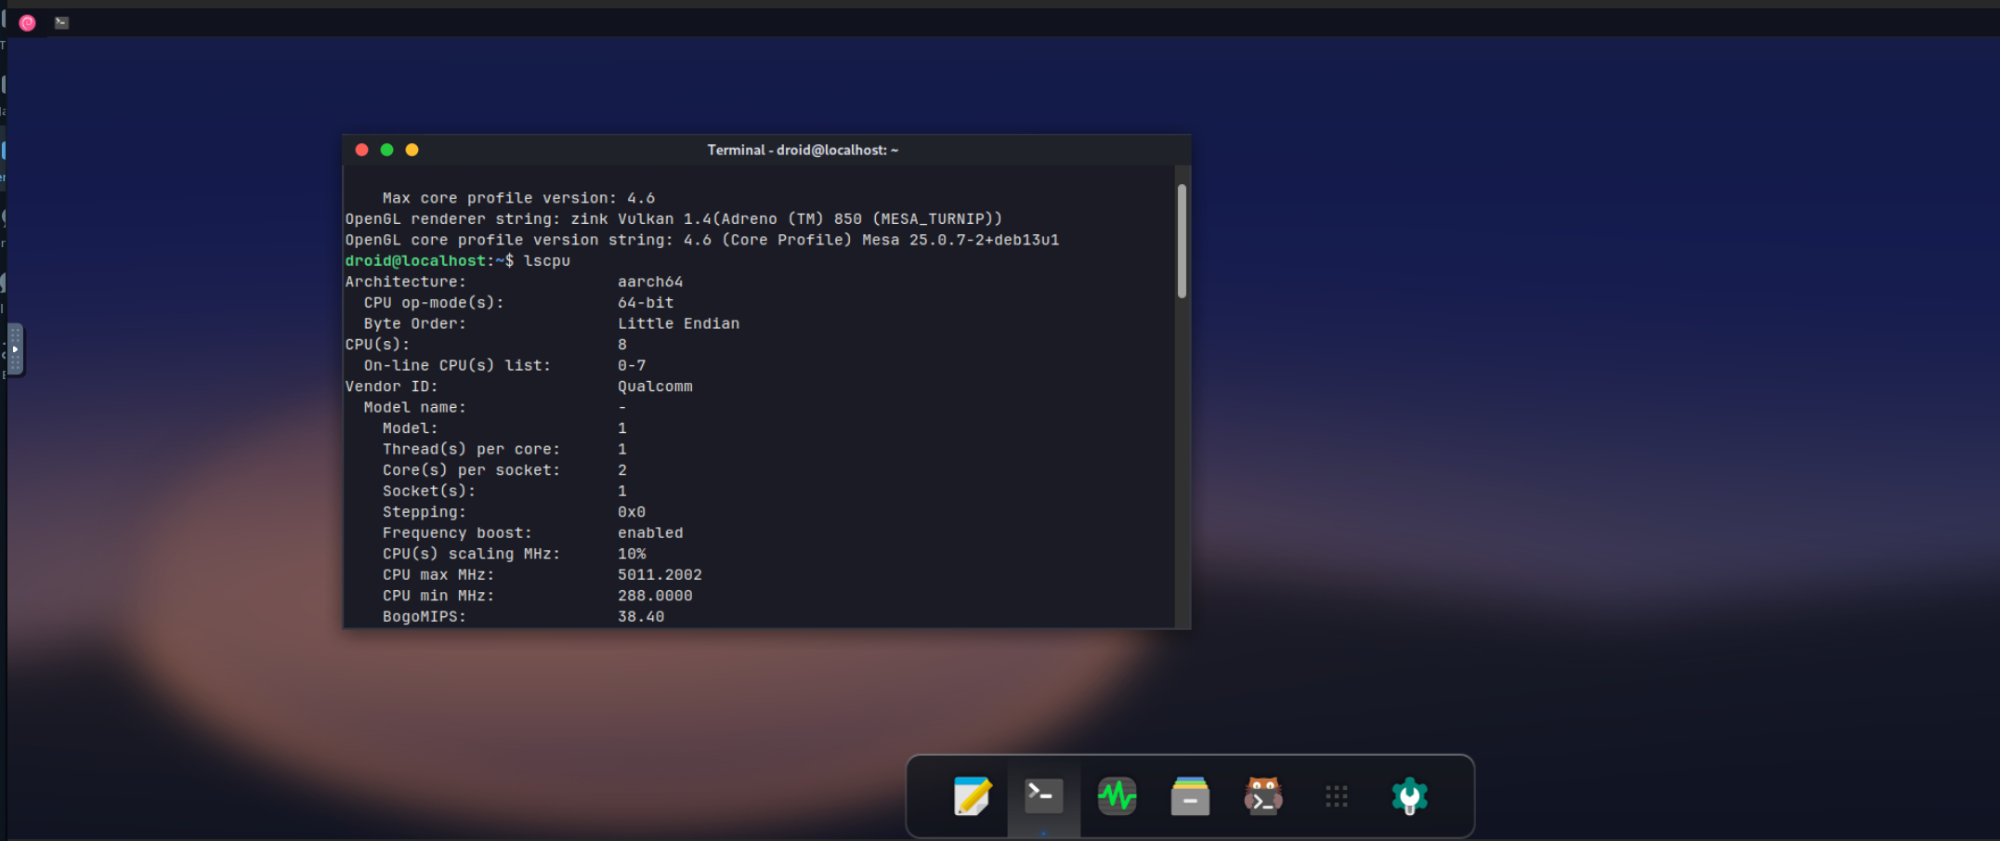 Terminal - droid@localhost: ~
Max core profile version: 4.6
OpenGL renderer string: zink Vulkan 1.4(Adreno (TM) 850 (MESA_TURNIP))
OpenGL core profile version string: 4.6 (Core Profile) Mesa 25.0.7-2+deb13u1
droid@localhost:~$ lscpu
Architecture: aarch64
CPU op-mode(s): 64-bit
Byte Order: Little Endian
CPU(s): 8
On-line CPU(s) list: 0-7
Vendor ID: Qualcomm
Model name: -
Model: 1
Thread(s) per core: 1
Core(s) per socket: 2
Socket(s): 1
Stepping: 0x0
Frequency boost: enabled
CPU(s) scaling MHz: 10%
CPU max MHz: 5011.2002
CPU min MHz: 288.0000
BogoMIPS: 38.40